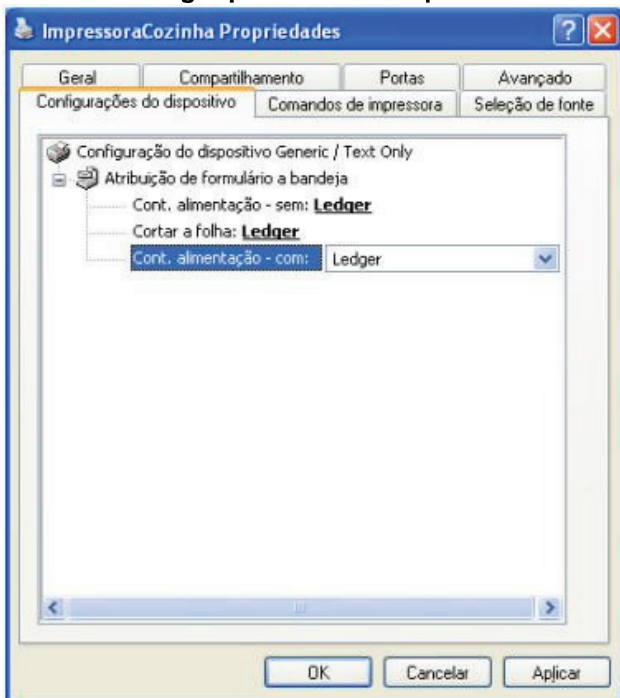 ImpressoraCozinha Propriedades
Geral Compartilhamento Portas Avançado
Configurações do dispositivo Comandos de impressora Seleção de fonte
Configuração do dispositivo Generic / Text Only
Atribuição de formulário a bandeja
Cont. alimentação - sem: Ledger
Cortar a folha: Ledger
Cont. alimentação - com: Ledger
OK Cancelar Aplicar